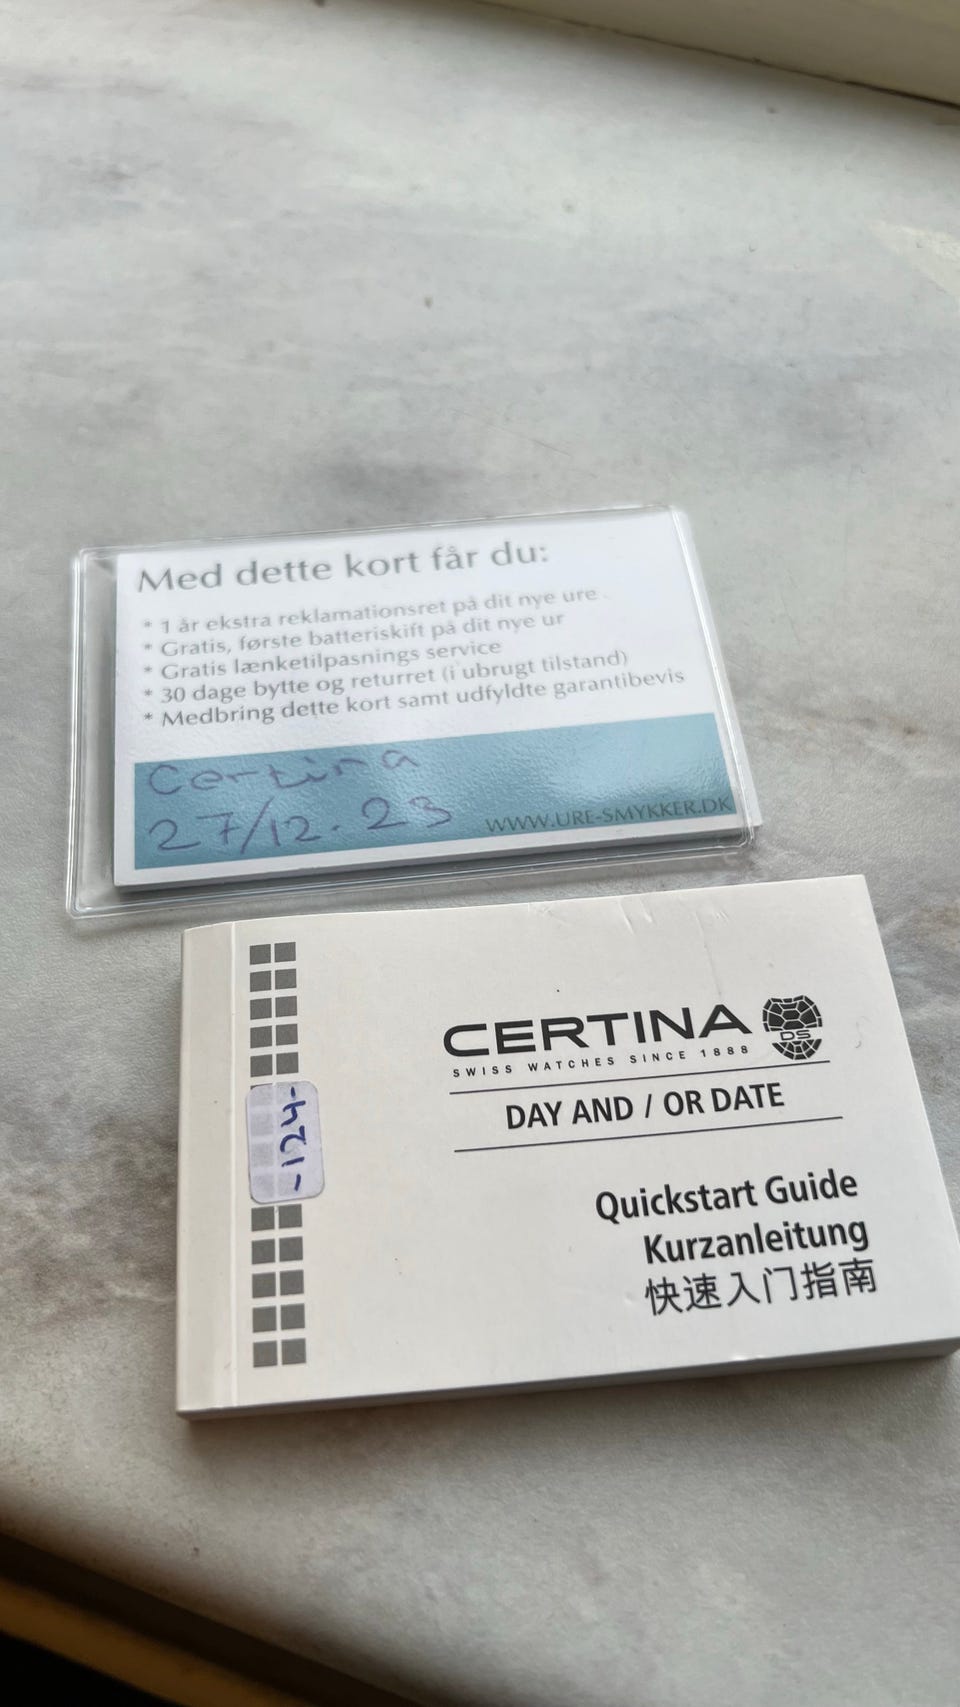 Med dette kort får du:
* 1 år ekstra reklamationsret på dit nye ure
* Gratis, første batteriskift på dit nye ur
* Gratis lænketilpasnings service
* 30 dage bytte og returret (i ubrugt tilstand)
* Medbring dette kort samt udfyldte garantibevis
Certina
27/12.23
WWW.URE-SMYKKER.DK
CERTINA
DS
SWISS WATCHES SINCE 1888
DAY AND / OR DATE
-124-
Quickstart Guide
Kurzanleitung
快速入门指南